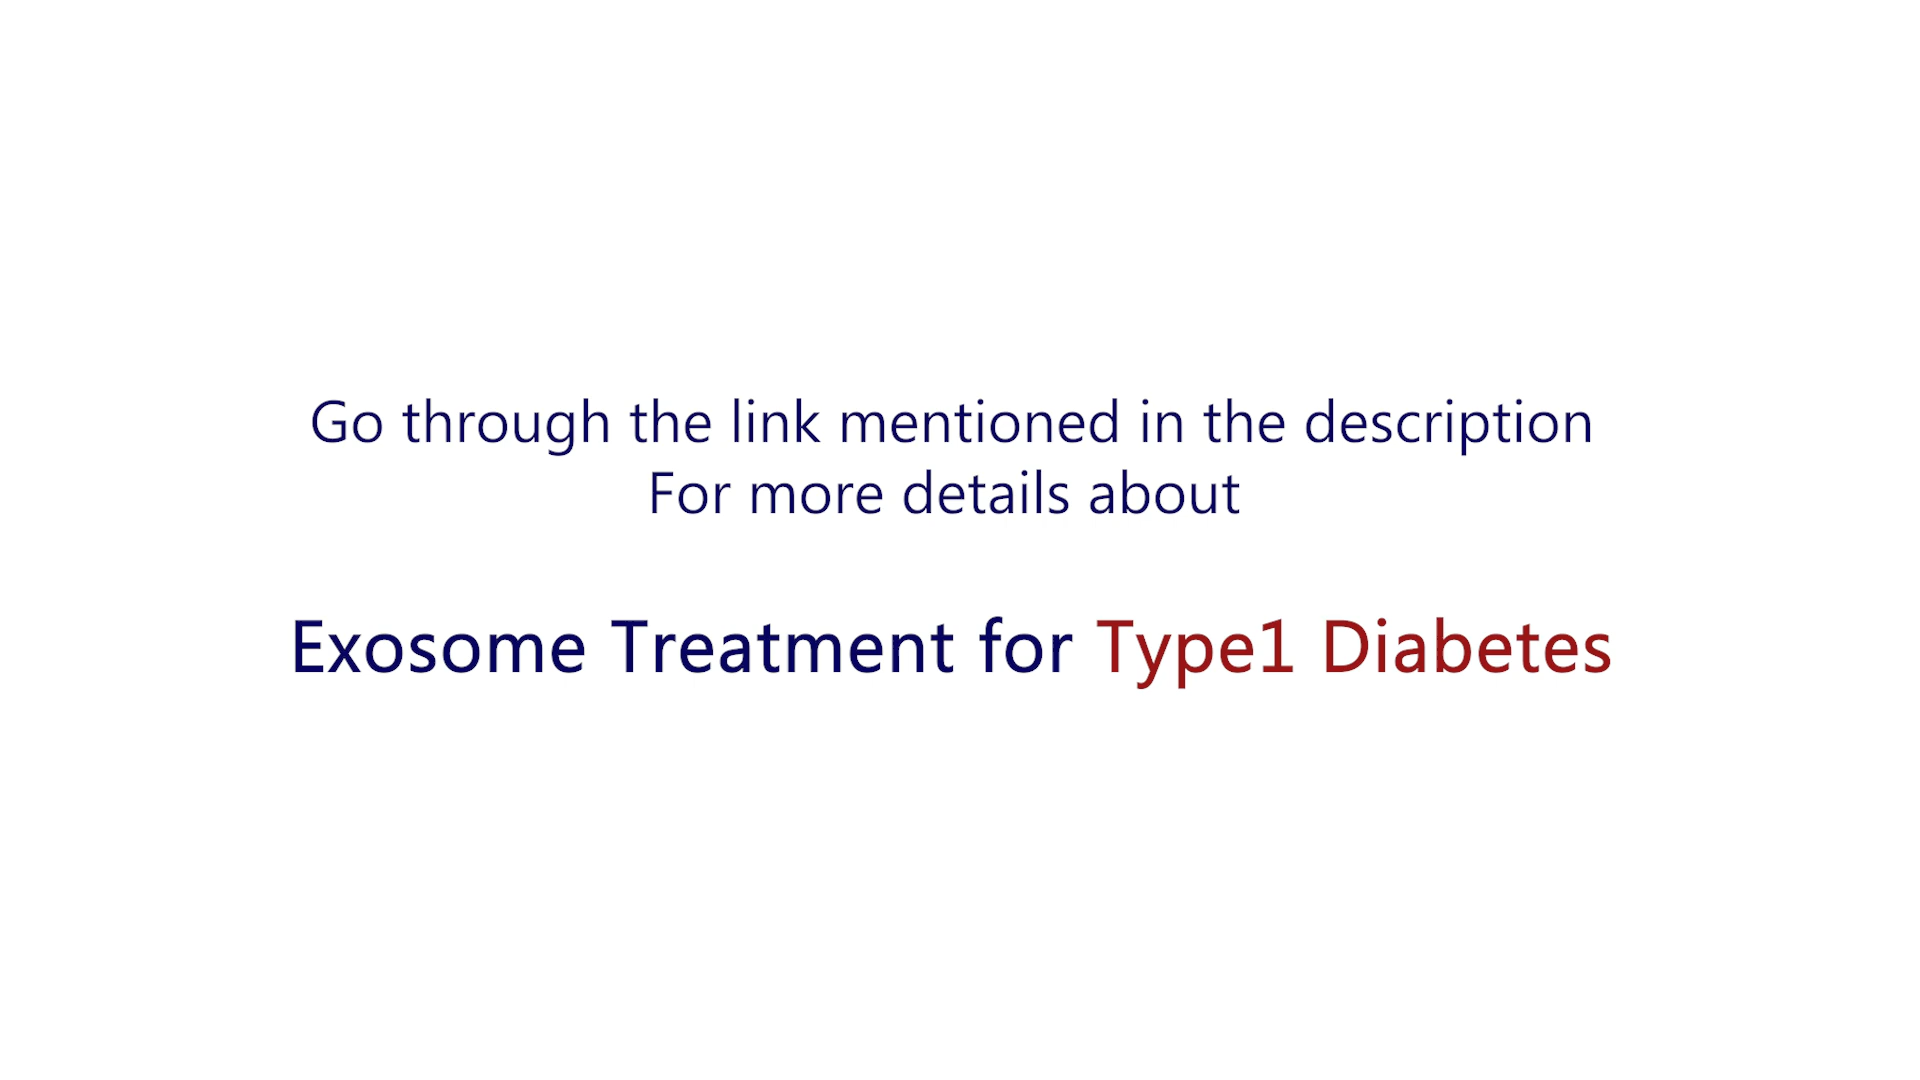 Go through the link mentioned in the description
For more details about
Exosome Treatment for Type1 Diabetes